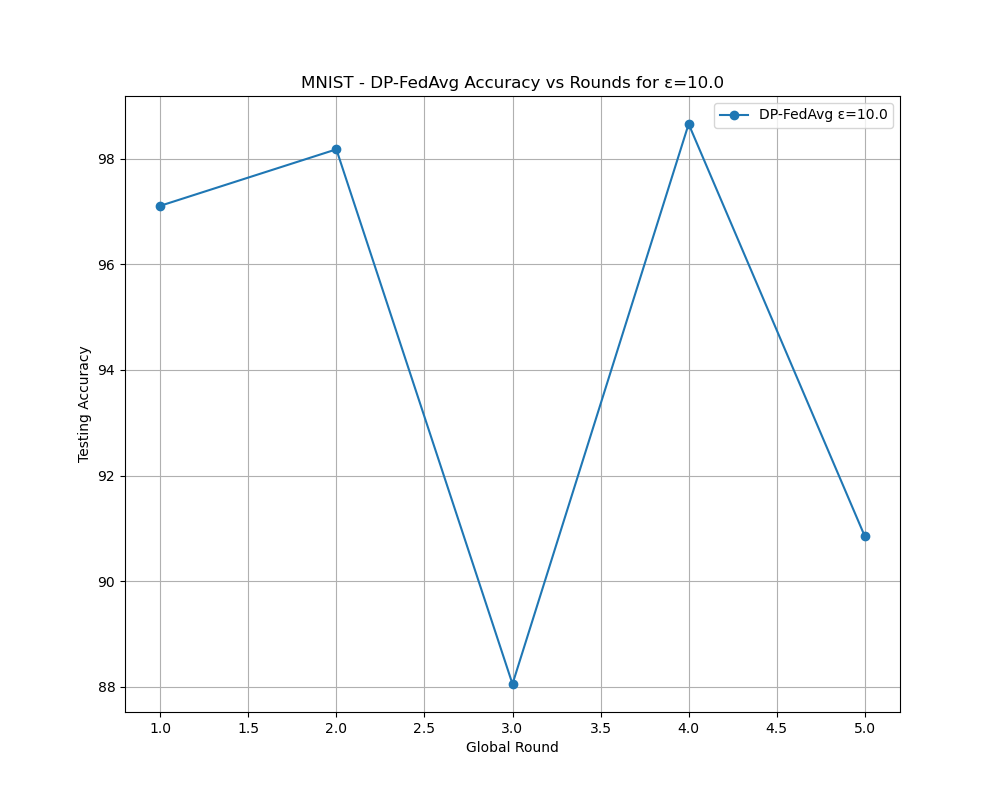 MNIST - DP-FedAvg Accuracy vs Rounds for ε=10.0
DP-FedAvg ε=10.0
98
96
94
92
90
88
Testing Accuracy
1.0 1.5 2.0 2.5 3.0 3.5 4.0 4.5 5.0
Global Round